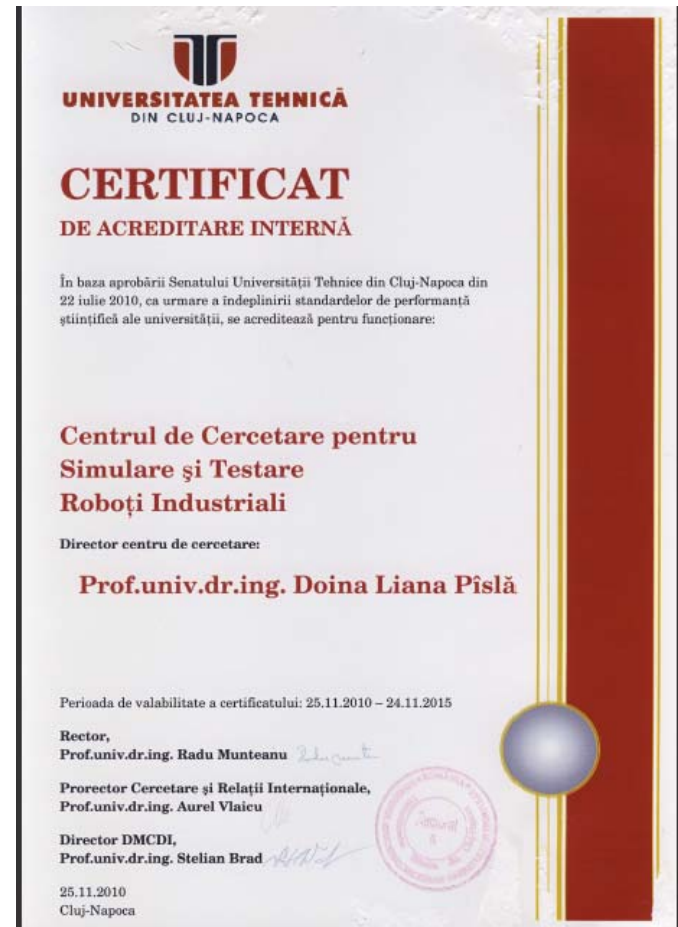 UNIVERSITATEA TEHNICĂ
DIN CLUJ-NAPOCA
CERTIFICAT
DE ACREDITARE INTERNĂ
În baza aprobării Senatului Universităţii Tehnice din Cluj-Napoca din
22 iulie 2010, ca urmare a îndeplinirii standardelor de performanţă
ştiinţifică ale universităţii, se acreditează pentru funcţionare:
Centrul de Cercetare pentru
Simulare şi Testare
Roboţi Industriali
Director centru de cercetare:
Prof.univ.dr.ing. Doina Liana Pîslă
Perioada de valabilitate a certificatului: 25.11.2010 – 24.11.2015
Rector,
Prof.univ.dr.ing. Radu Munteanu
Prorector Cercetare şi Relaţii Internaţionale,
Prof.univ.dr.ing. Aurel Vlaicu
Director DMCDI,
Prof.univ.dr.ing. Stelian Brad
25.11.2010
Cluj-Napoca